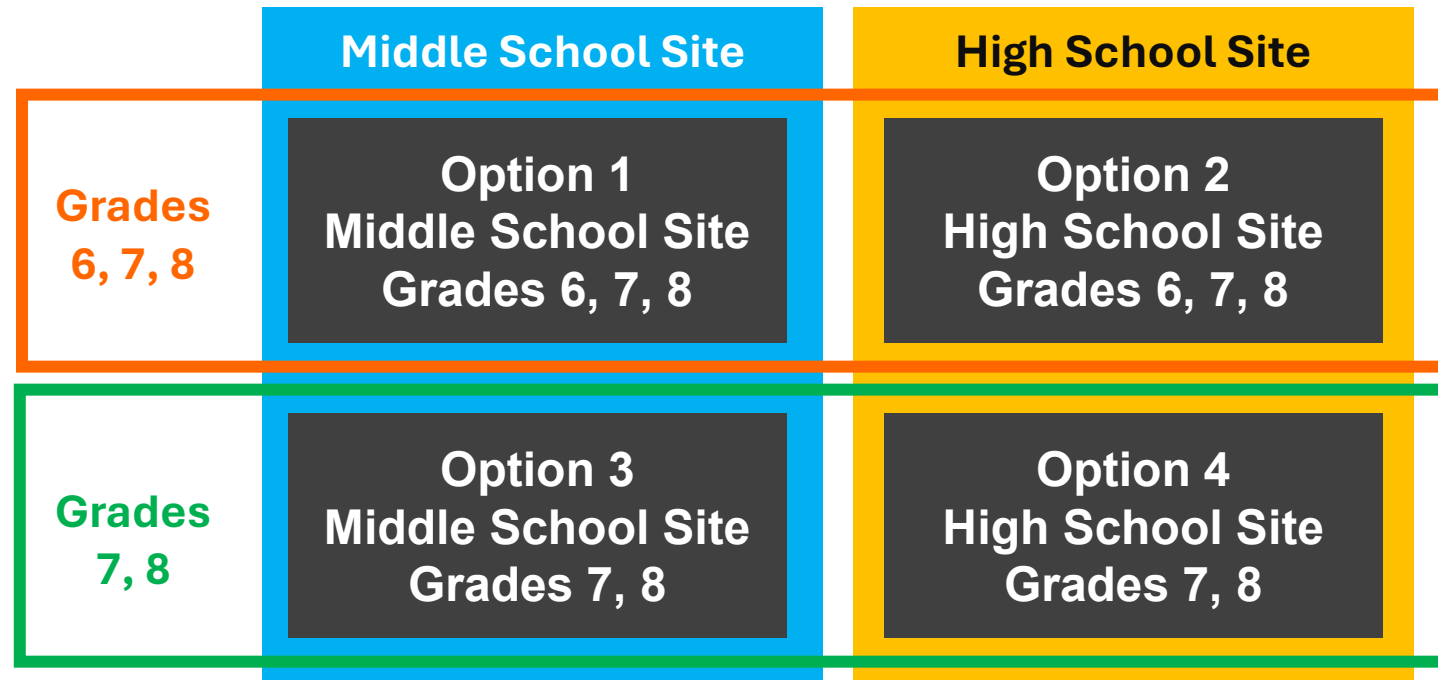 Middle School Site
High School Site
Grades
6, 7, 8
Option 1
Middle School Site
Grades 6, 7, 8
Option 2
High School Site
Grades 6, 7, 8
Grades
7, 8
Option 3
Middle School Site
Grades 7, 8
Option 4
High School Site
Grades 7, 8